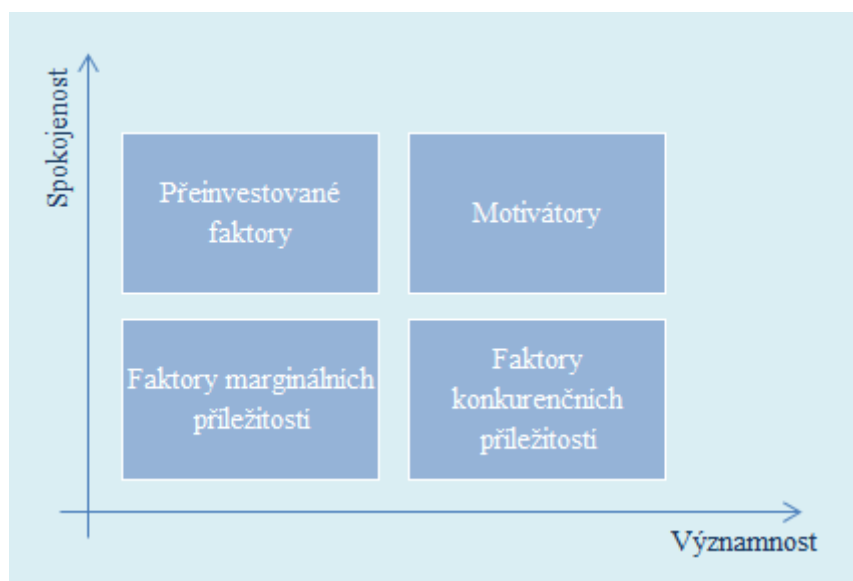 Spokojenost
Přeinvestované
faktory
Motivátory
Faktory marginálních
příležitostí
Faktory
konkurenčních
příležitostí
Významnost